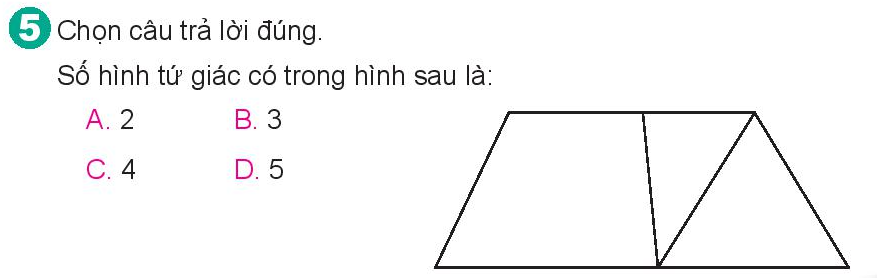 5 Chọn câu trả lời đúng.
Số hình tứ giác có trong hình sau là:
A. 2 B. 3
C. 4 D. 5